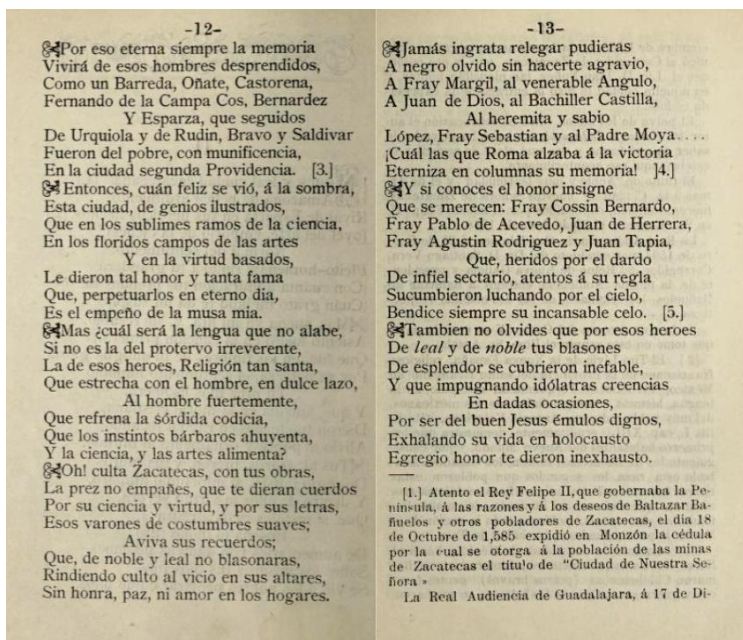 -12-
Por eso eterna siempre la memoria
Vivirá de esos hombres desprendidos,
Como un Barreda, Oñate, Castorena,
Fernando de la Campa Cos, Bernardez
Y Esparza, que seguidos
De Urquiola y de Rudin, Bravo y Saldivar
Fueron del pobre, con munificencia,
En la ciudad segunda Providencia. [3.]
Entonces, cuán feliz se vió, á la sombra,
Esta ciudad, de genios ilustrados,
Que en los sublimes ramos de la ciencia,
En los floridos campos de las artes
Y en la virtud basados,
Le dieron tal honor y tanta fama
Que, perpetuarlos en eterno dia,
Es el empeño de la musa mia.
Mas ¿cuál será la lengua que no alabe,
Si no es la del protervo irreverente,
La de esos heroes, Religión tan santa,
Que estrecha con el hombre, en dulce lazo,
Al hombre fuertemente,
Que refrena la sórdida codicia,
Que los instintos bárbaros ahuyenta,
Y la ciencia, y las artes alimenta?
Oh! culta Zacatecas, con tus obras,
La prez no empañes, que te dieran cuerdos
Por su ciencia y virtud, y por sus letras,
Esos varones de costumbres suaves;
Aviva sus recuerdos;
Que, de noble y leal no blasonaras,
Rindiendo culto al vicio en sus altares,
Sin honra, paz, ni amor en los hogares.
-13-
Jamás ingrata relegar pudieras
A negro olvido sin hacerte agravio,
A Fray Margil, al venerable Angulo,
A Juan de Dios, al Bachiller Castilla,
Al heremita y sabio
López, Fray Sebastian y al Padre Moya....
¡Cuál las que Roma alzaba á la victoria
Eterniza en columnas su memoria! ]4.]
Y si conoces el honor insigne
Que se merecen: Fray Cossin Bernardo,
Fray Pablo de Acevedo, Juan de Herrera,
Fray Agustin Rodriguez y Juan Tapia,
Que, heridos por el dardo
De infiel sectario, atentos á su regla
Sucumbieron luchando por el cielo,
Bendice siempre su incansable celo. [5.]
Tambien no olvides que por esos heroes
De leal y de noble tus blasones
De esplendor se cubrieron inefable,
Y que impugnando idólatras creencias
En dadas ocasiones,
Por ser del buen Jesus émulos dignos,
Exhalando su vida en holocausto
Egregio honor te dieron inexhausto.
[1.] Atento el Rey Felipe II, que gobernaba la Pe-
nínsula, á las razones y á los deseos de Baltazar Ba-
ñuelos y otros pobladores de Zacatecas, el día 18
de Octubre de 1,585 expidió en Monzón la cédula
por la cual se otorga á la población de las minas
de Zacatecas el título de "Ciudad de Nuestra Se-
ñora »
La Real Audiencia de Guadalajara, á 17 de Di-